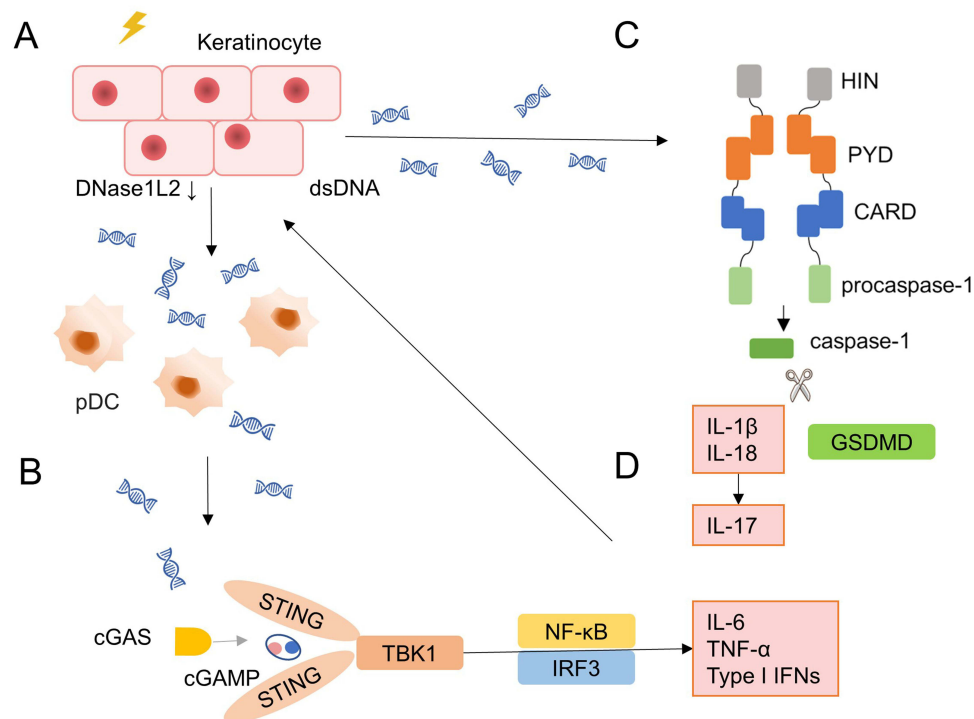 A
Keratinocyte
DNase1L2 ↓
dsDNA
pDC
B
cGAS
cGAMP
STING
STING
TBK1
NF-κB
IRF3
C
HIN
PYD
CARD
procaspase-1
caspase-1
IL-1β
IL-18
GSDMD
D
IL-17
IL-6
TNF-α
Type I IFNs